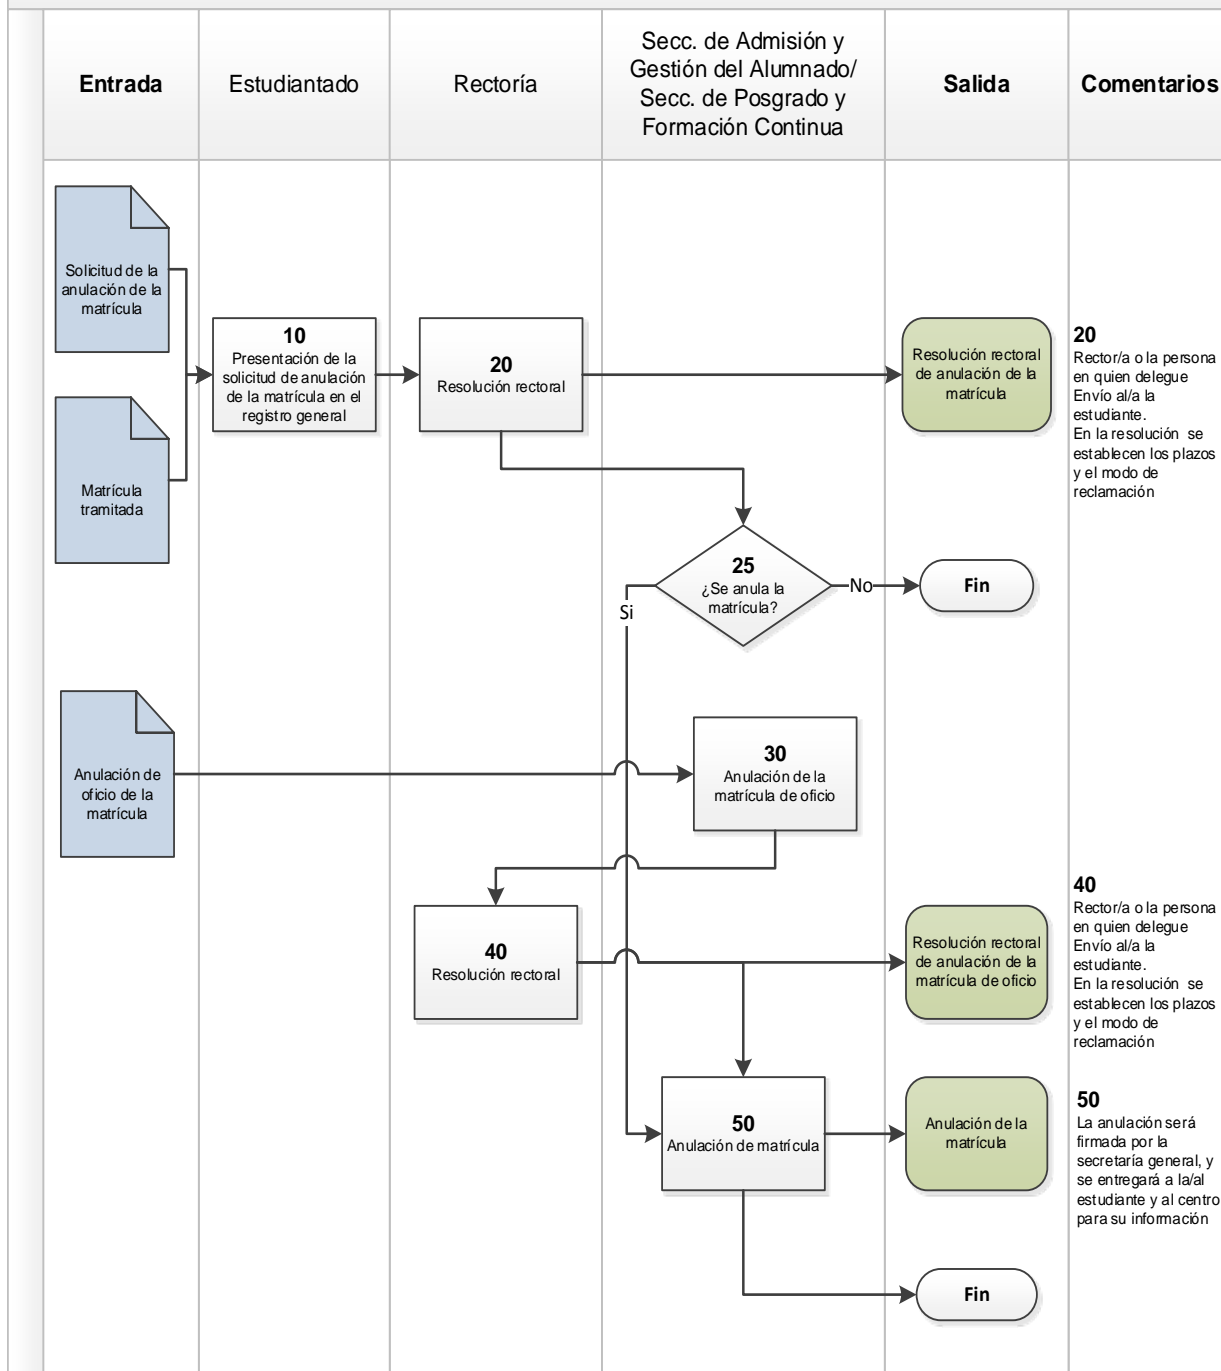 Entrada
Estudiantado
Rectoría
Secc. de Admisión y
Gestión del Alumnado/
Secc. de Posgrado y
Formación Continua
Salida
Comentarios
Solicitud de la
anulación de la
matrícula
Matrícula
tramitada
10
Presentación de la
solicitud de anulación
de la matrícula en el
registro general
20
Resolución rectoral
Resolución rectoral
de anulación de la
matrícula
20
Rector/a o la persona
en quien delegue
Envío al/a la
estudiante.
En la resolución se
establecen los plazos
y el modo de
reclamación
25
¿Se anula la
matrícula?
No
Fin
Si
Anulación de
oficio de la
matrícula
30
Anulación de la
matrícula de oficio
40
Resolución rectoral
Resolución rectoral
de anulación de la
matrícula de oficio
40
Rector/a o la persona
en quien delegue
Envío al/a la
estudiante.
En la resolución se
establecen los plazos
y el modo de
reclamación
50
Anulación de matrícula
Anulación de la
matrícula
50
La anulación será
firmada por la
secretaría general, y
se entregará a la/al
estudiante y al centro
para su información
Fin